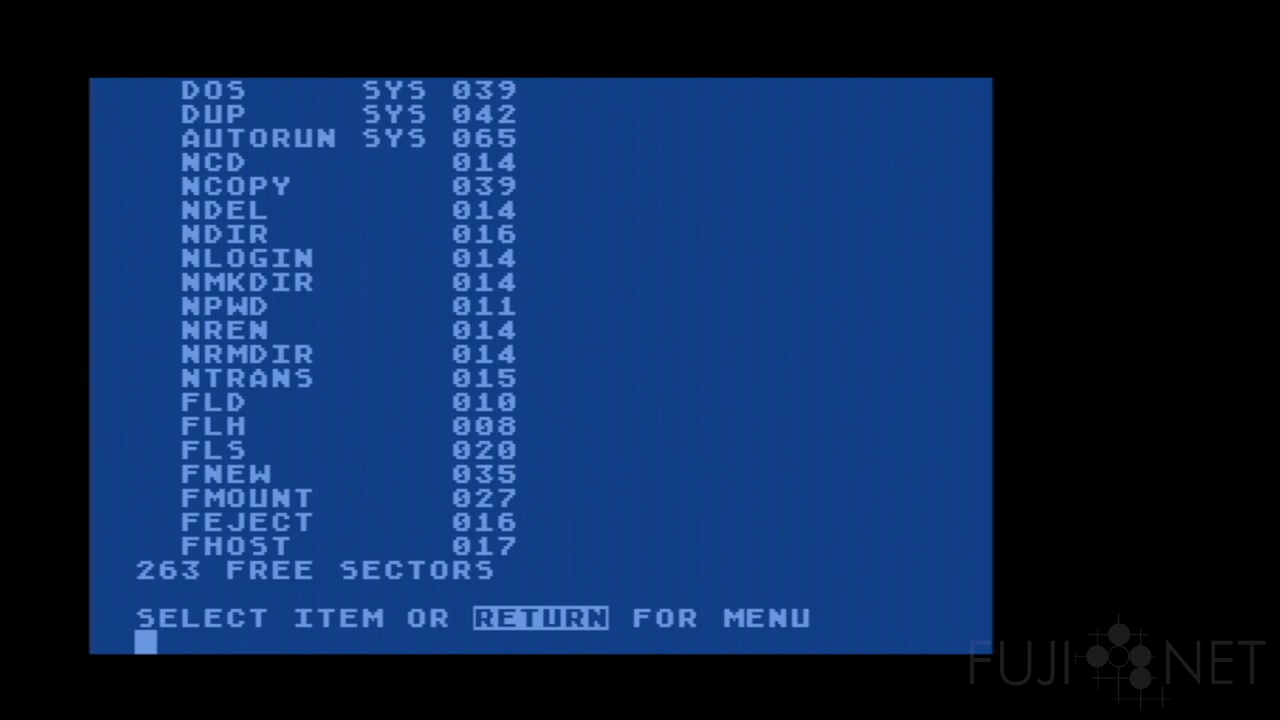 DOS SYS 039
DUP SYS 042
AUTORUN SYS 065
NCD 014
NCOPY 039
NDEL 014
NDIR 016
NLOGIN 014
NMKDIR 014
NPWD 011
NREN 014
NRMDIR 014
NTRANS 015
FLD 010
FLH 008
FLS 020
FNEW 035
FMOUNT 027
FEJECT 016
FHOST 017
263 FREE SECTORS
SELECT ITEM OR RETURN FOR MENU
FUJINET